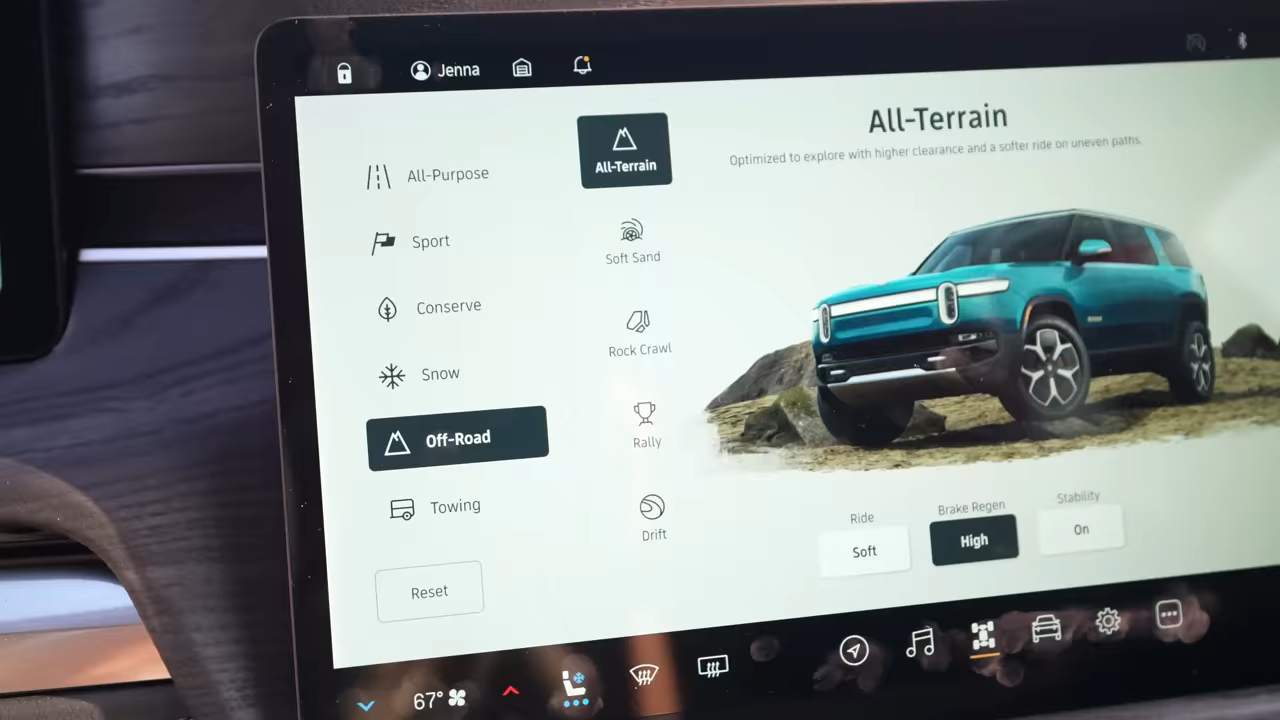 Jenna
All-Purpose
Sport
Conserve
Snow
Off-Road
Towing
Reset
All-Terrain
Soft Sand
Rock Crawl
Rally
Drift
All-Terrain
Optimized to explore with higher clearance and a softer ride on uneven paths.
Ride
Soft
Brake Regen
High
Stability
On
67°